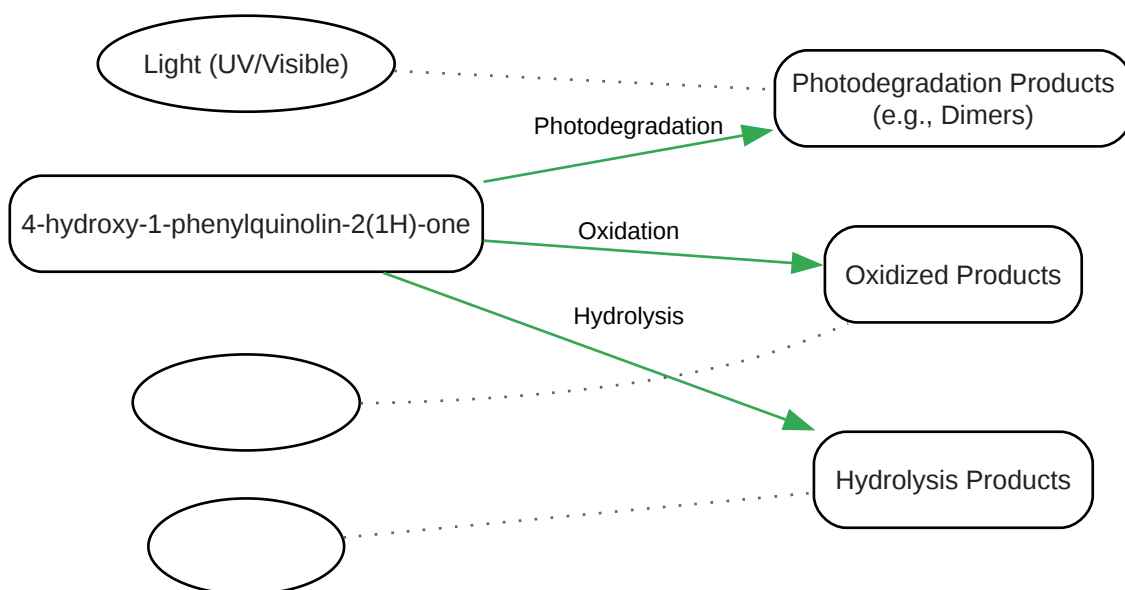 Light (UV/Visible)
Photodegradation Products
(e.g., Dimers)
Photodegradation
4-hydroxy-1-phenylquinolin-2(1H)-one
Oxidation
Oxidized Products
Hydrolysis
Hydrolysis Products